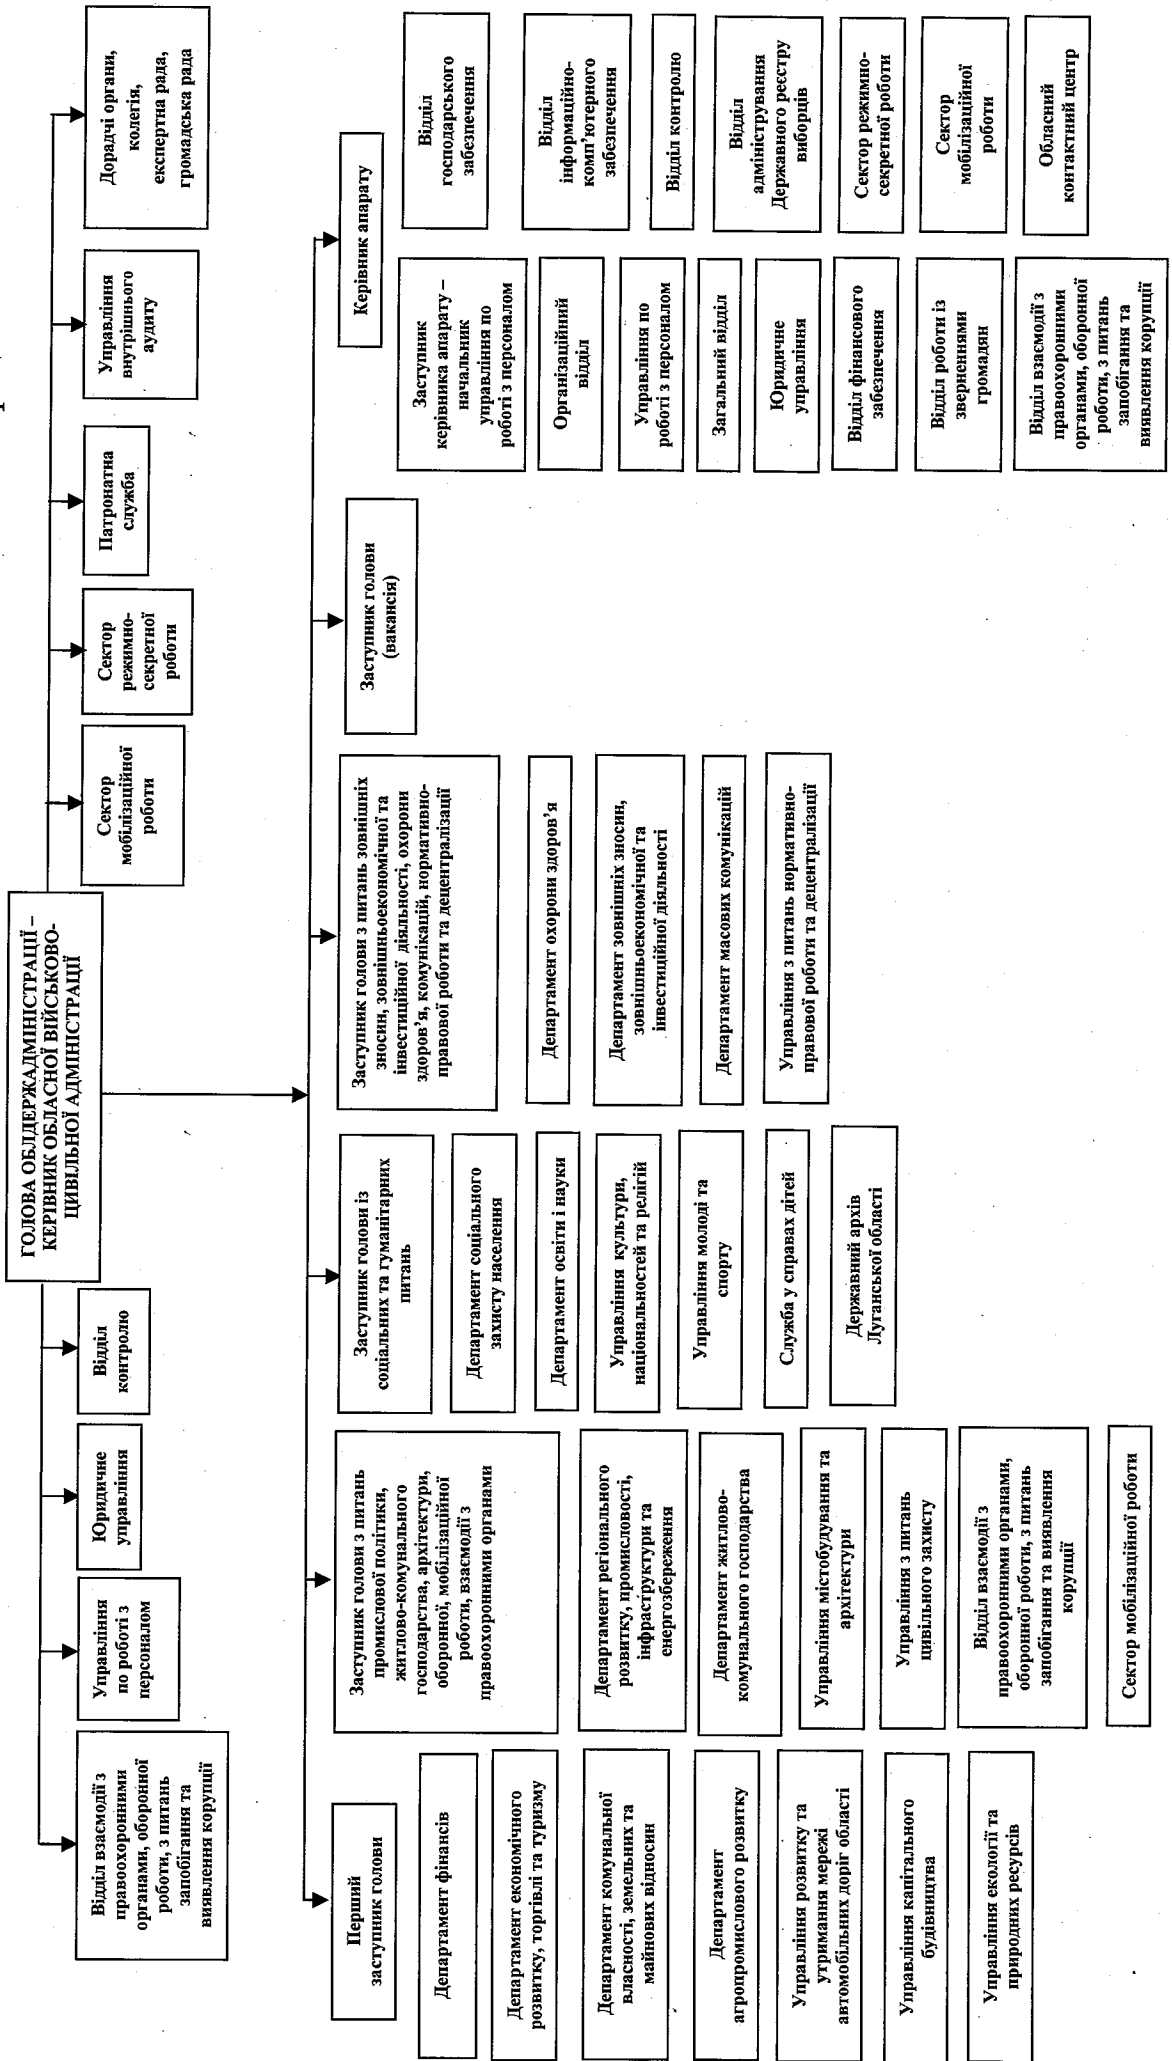 ГОЛОВА ОБЛДЕРЖАДМІНІСТРАЦІЇ –
КЕРІВНИК ОБЛАСНОЇ ВІЙСЬКОВО-
ЦИВІЛЬНОЇ АДМІНІСТРАЦІЇ
Відділ взаємодії з
правоохоронними
органами, оборонної
роботи, з питань
запобігання та
виявлення корупції
Управління
по роботі з
персоналом
Юридичне
управління
Відділ
контролю
Сектор
мобілізаційної
роботи
Сектор
режимно-
секретної
роботи
Патронатна
служба
Управління
внутрішнього
аудиту
Дорадчі органи,
колегія,
експертна рада,
громадська рада
Перший
заступник голови
Департамент фінансів
Департамент економічного
розвитку, торгівлі та туризму
Департамент комунальної
власності, земельних та
майнових відносин
Департамент
агропромислового розвитку
Управління розвитку та
утримання мережі
автомобільних доріг області
Управління капітального
будівництва
Управління екології та
природних ресурсів
Заступник голови з питань
промислової політики,
житлово-комунального
господарства, архітектури,
оборонної, мобілізаційної
роботи, взаємодії з
правоохоронними органами
Департамент регіонального
розвитку, промисловості,
інфраструктури та
енергозбереження
Департамент житлово-
комунального господарства
Управління містобудування та
архітектури
Управління з питань
цивільного захисту
Відділ взаємодії з
правоохоронними органами,
оборонної роботи, з питань
запобігання та виявлення
корупції
Сектор мобілізаційної роботи
Заступник голови із
соціальних та гуманітарних
питань
Департамент соціального
захисту населення
Департамент освіти і науки
Управління культури,
національностей та релігій
Управління молоді та
спорту
Служба у справах дітей
Державний архів
Луганської області
Заступник голови з питань зовнішніх
зносин, зовнішньоекономічної та
інвестиційної діяльності, охорони
здоров’я, комунікацій, нормативно-
правової роботи та децентралізації
Департамент охорони здоров’я
Департамент зовнішніх зносин,
зовнішньоекономічної та
інвестиційної діяльності
Департамент масових комунікацій
Управління з питань нормативно-
правової роботи та децентралізації
Заступник голови
(вакансія)
Керівник апарату
Заступник
керівника апарату –
начальник
управління по
роботі з персоналом
Організаційний
відділ
Управління по
роботі з персоналом
Загальний відділ
Юридичне
управління
Відділ фінансового
забезпечення
Відділ роботи із
зверненнями
громадян
Відділ взаємодії з
правоохоронними
органами, оборонної
роботи, з питань
запобігання та
виявлення корупції
Відділ
господарського
забезпечення
Відділ
інформаційно-
комп’ютерного
забезпечення
Відділ контролю
Відділ
адміністрування
Державного реєстру
виборців
Сектор режимно-
секретної роботи
Сектор
мобілізаційної
роботи
Обласний
контактний центр